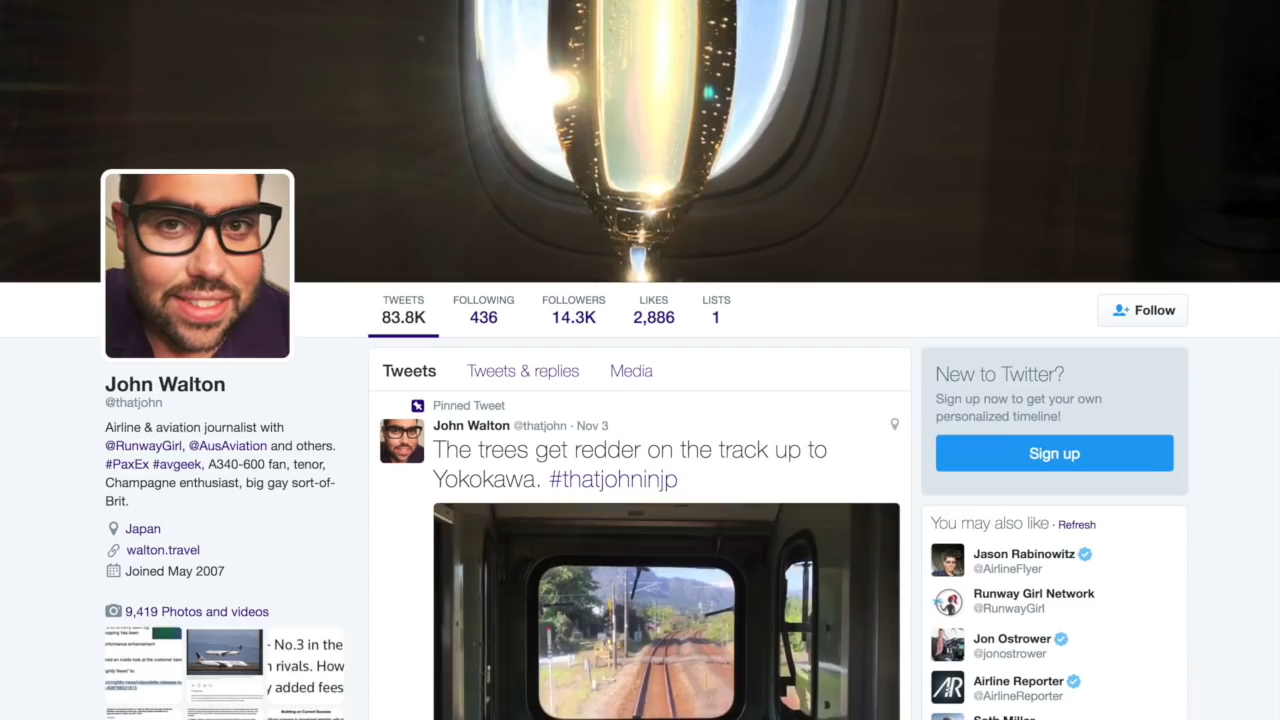 TWEETS
83.8K
FOLLOWING
436
FOLLOWERS
14.3K
LIKES
2,886
LISTS
1
Follow
John Walton
@thatjohn
Airline & aviation journalist with
@RunwayGirl, @AusAviation and others.
#PaxEx #avgeek, A340-600 fan, tenor,
Champagne enthusiast, big gay sort-of-
Brit.
Japan
walton.travel
Joined May 2007
9,419 Photos and videos
- No.3 in the
rivals. How
added fees
Building on Current Success
Tweets
Tweets & replies
Media
Pinned Tweet
John Walton @thatjohn · Nov 3
The trees get redder on the track up to
Yokokawa. #thatjohninjp
New to Twitter?
Sign up now to get your own
personalized timeline!
Sign up
You may also like · Refresh
Jason Rabinowitz
@AirlineFlyer
Runway Girl Network
@RunwayGirl
Jon Ostrower
@jonostrower
Airline Reporter
@AirlineReporter